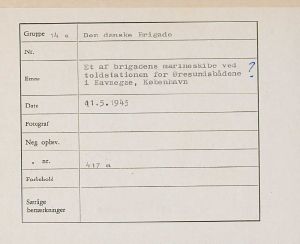 Gruppe 14 a Den danske Brigade
Nr.
Emne Et af brigadens marineskibe ved
toldstationen for Øresundsbådene ?
i Havnegae, København
Dato 11.5.1945
Fotograf
Neg. opbev.
" nr. 417 a
Forbehold
Særlige
bemærkninger